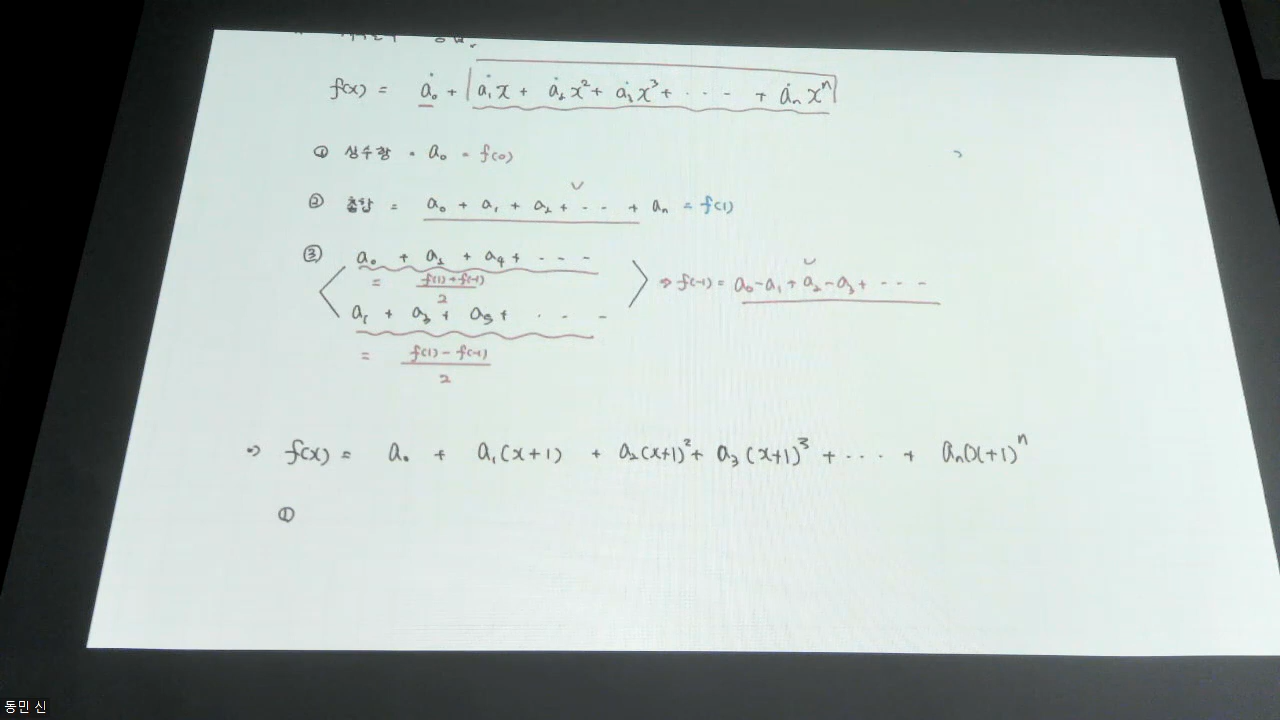 f(x) = a₀ + a₁x + a₂x² + a₃x³ + · · · - + aₙxⁿ
① 상수항 = a₀ = f(0)
② 총합 = a₀ + a₁ + a₂ + - · · + aₙ = f(1)
③ a₀ + a₂ + a₄ + - - -
= f(1) + f(-1) / 2
⇒ f(-1) = a₀ - a₁ + a₂ - a₃ + - - -
a₁ + a₃ + a₅ + · - -
= f(1) - f(-1) / 2
⇒ f(x) = a₀ + a₁(x+1) + a₂(x+1)² + a₃(x+1)³ + · · · + aₙ(x+1)ⁿ
①
동민 신